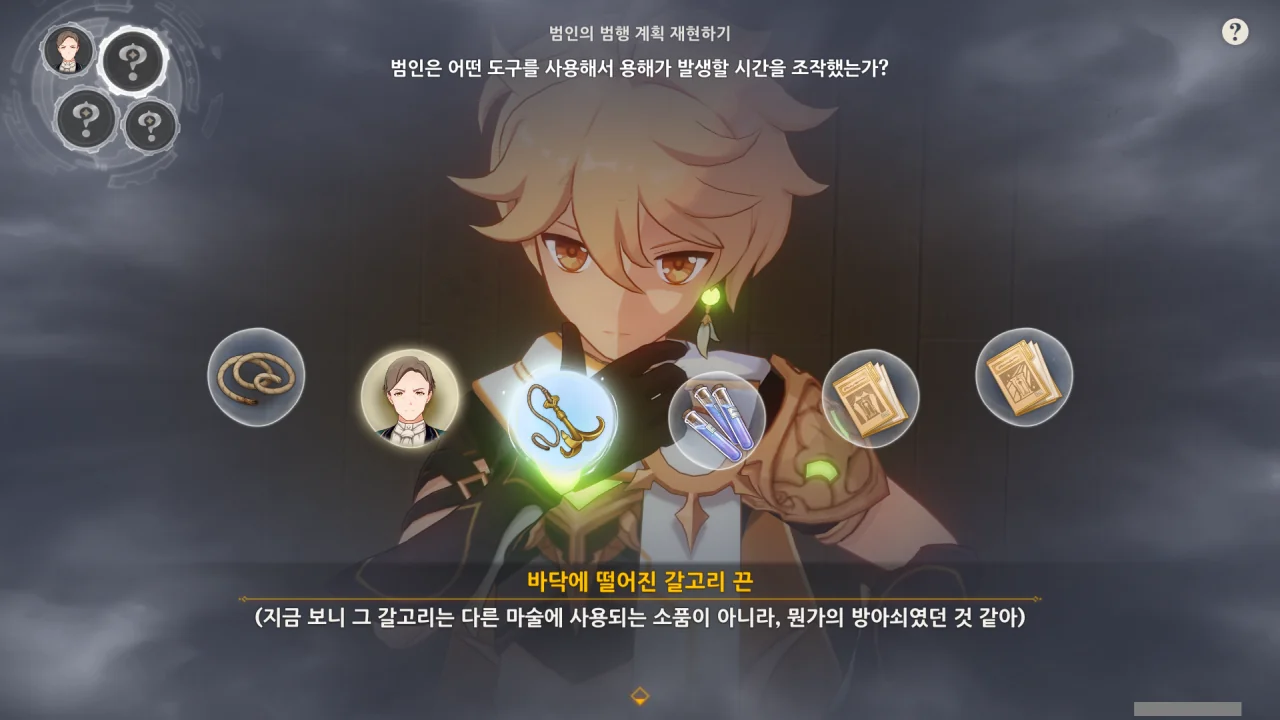 범인의 범행 계획 재현하기
범인은 어떤 도구를 사용해서 용해가 발생할 시간을 조작했는가?
?
?
?
?
바닥에 떨어진 갈고리 끈
(지금 보니 그 갈고리는 다른 마술에 사용되는 소품이 아니라, 뭔가의 방아쇠였던 것 같아)